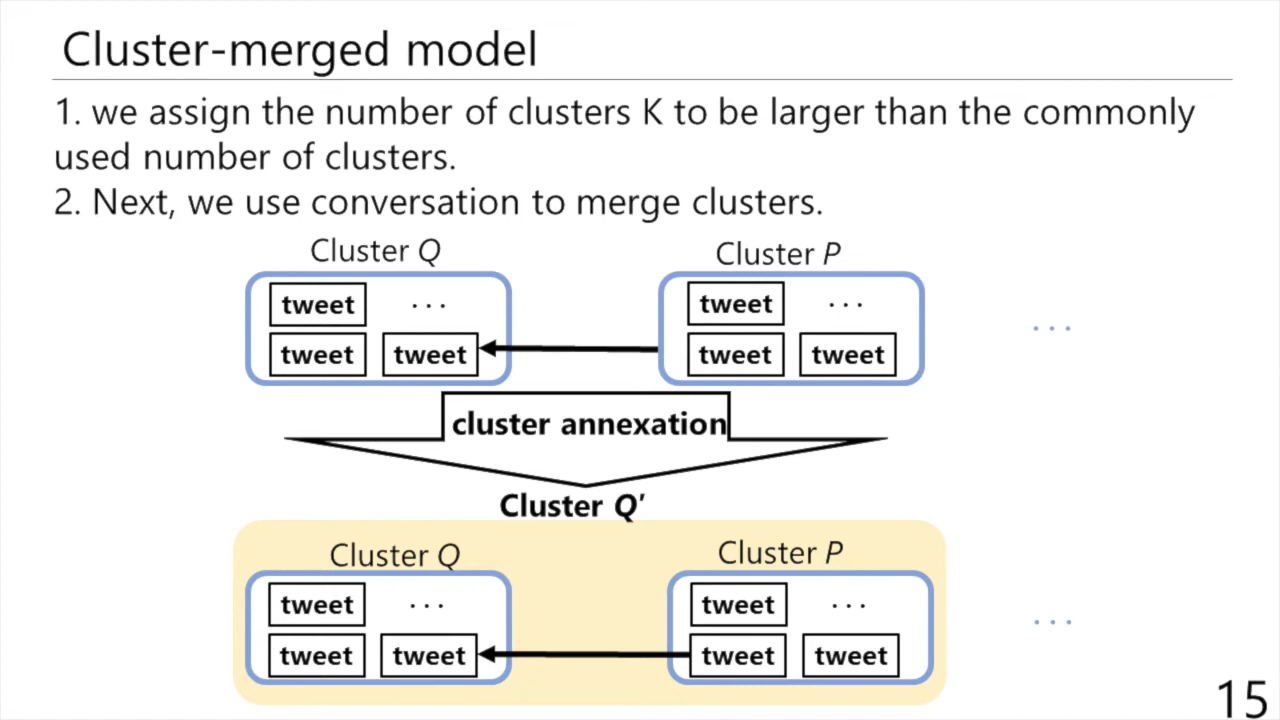 Cluster-merged model
1. we assign the number of clusters K to be larger than the commonly
used number of clusters.
2. Next, we use conversation to merge clusters.
Cluster Q
Cluster P
tweet
...
tweet
...
tweet
tweet
tweet
tweet
...
cluster annexation
Cluster Q'
Cluster Q
Cluster P
tweet
...
tweet
...
tweet
tweet
tweet
tweet
...
15